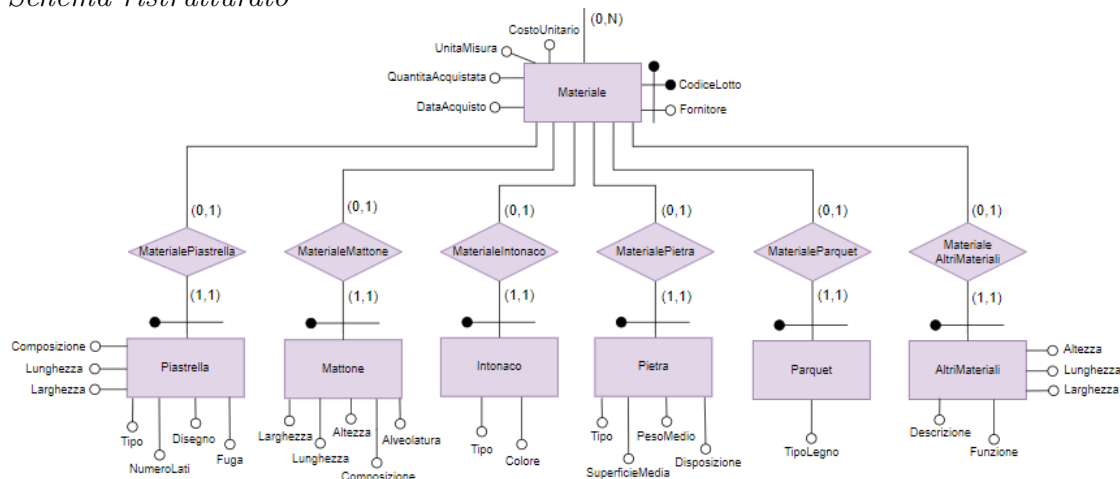 Schema ristrutturato
(0,N)
CostoUnitario
UnitaMisura
QuantitaAcquistata
CodiceLotto
Materiale
DataAcquisto
Fornitore
(0,1) (0,1) (0,1) (0,1) (0,1) (0,1)
MaterialePiastrella MaterialeMattone MaterialeIntonaco MaterialePietra MaterialeParquet Materiale
AltriMateriali
(1,1) (1,1) (1,1) (1,1) (1,1) (1,1)
Composizione Altezza
Piastrella Mattone Intonaco Pietra Parquet AltriMateriali
Lunghezza Lunghezza
Larghezza Larghezza
Tipo Disegno Larghezza Altezza Alveolatura Tipo Colore Tipo PesoMedio Disposizione TipoLegno Descrizione Funzione
NumeroLati Fuga Lunghezza Composizione SuperficieMedia